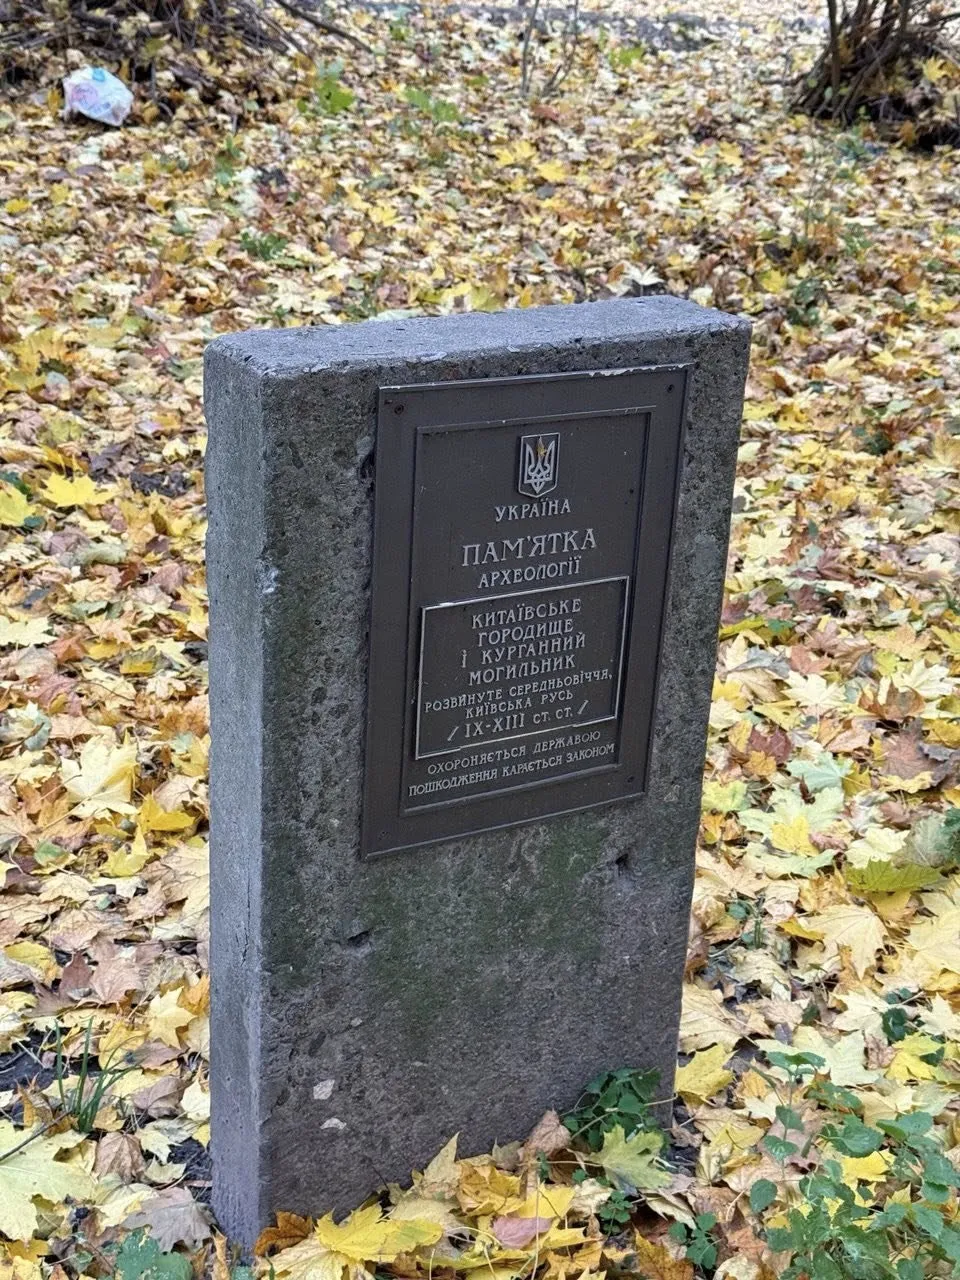 УКРАЇНА
ПАМ'ЯТКА
АРХЕОЛОГІЇ
КИТАЇВСЬКЕ
ГОРОДИЩЕ
І КУРГАННИЙ
МОГИЛЬНИК
РОЗВИНУТЕ СЕРЕДНЬОВІЧЧЯ,
КИЇВСЬКА РУСЬ
/ IX-XIII СТ. СТ. /
ОХОРОНЯЄТЬСЯ ДЕРЖАВОЮ
ПОШКОДЖЕННЯ КАРАЄТЬСЯ ЗАКОНОМ